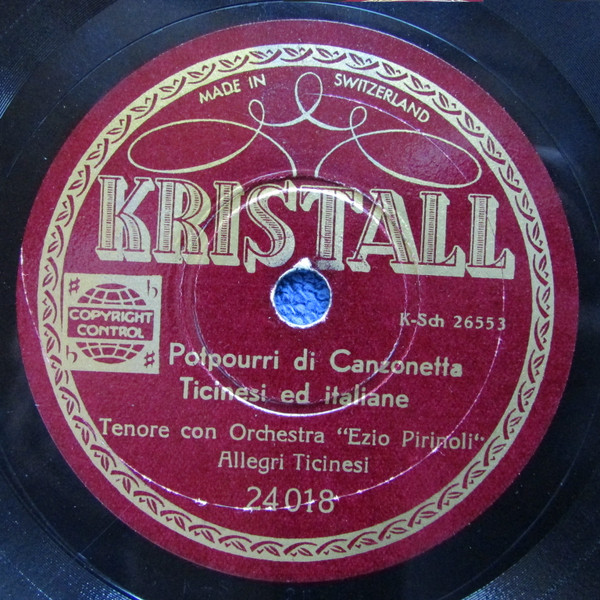 MADE IN SWITZERLAND
KRISTALL
K-Sch 26553
♯ ♭
COPYRIGHT
CONTROL
♭ ♯
Potpourri di Canzonetta
Ticinesi ed italiane
Tenore con Orchestra “Ezio Pirinoli“
Allegri Ticinesi
24018